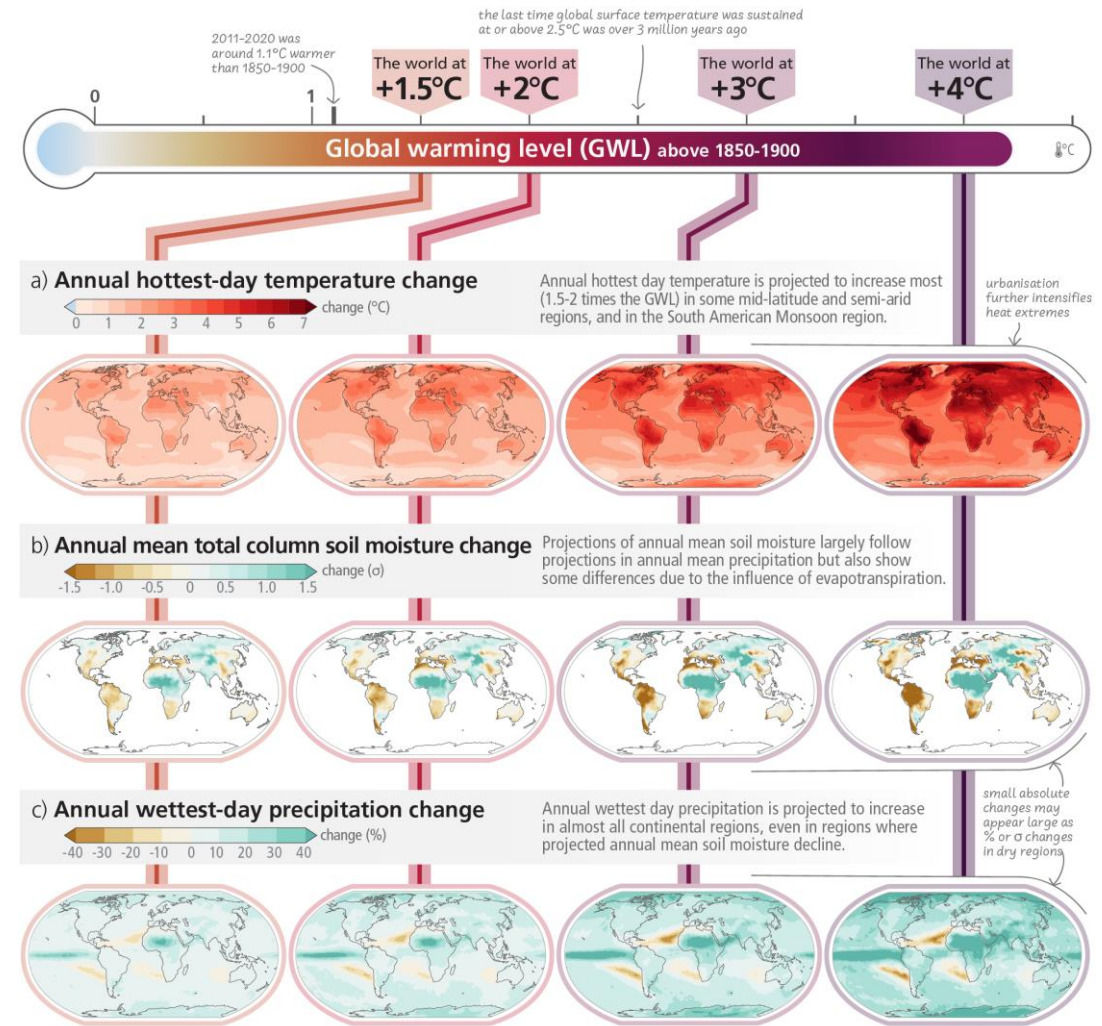 the last time global surface temperature was sustained
at or above 2.5°C was over 3 million years ago
2011-2020 was
around 1.1°C warmer
than 1850-1900
The world at
+1.5°C
The world at
+2°C
The world at
+3°C
The world at
+4°C
0
1
Global warming level (GWL) above 1850-1900
°C
a) Annual hottest-day temperature change
change (°C)
0 1 2 3 4 5 6 7
Annual hottest day temperature is projected to increase most
(1.5-2 times the GWL) in some mid-latitude and semi-arid
regions, and in the South American Monsoon region.
urbanisation
further intensifies
heat extremes
b) Annual mean total column soil moisture change
change (σ)
-1.5 -1.0 -0.5 0 0.5 1.0 1.5
Projections of annual mean soil moisture largely follow
projections in annual mean precipitation but also show
some differences due to the influence of evapotranspiration.
c) Annual wettest-day precipitation change
change (%)
-40 -30 -20 -10 0 10 20 30 40
Annual wettest day precipitation is projected to increase
in almost all continental regions, even in regions where
projected annual mean soil moisture decline.
small absolute
changes may
appear large as
% or σ changes
in dry regions